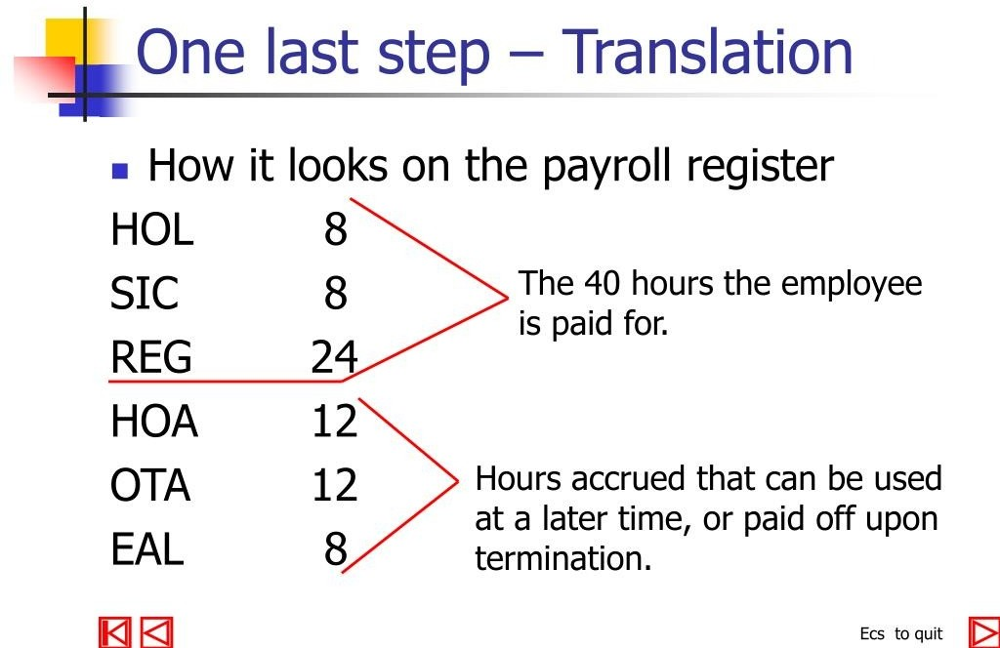 One last step – Translation
How it looks on the payroll register
HOL 8
SIC 8
REG 24
HOA 12
OTA 12
EAL 8
The 40 hours the employee
is paid for.
Hours accrued that can be used
at a later time, or paid off upon
termination.
Ecs to quit